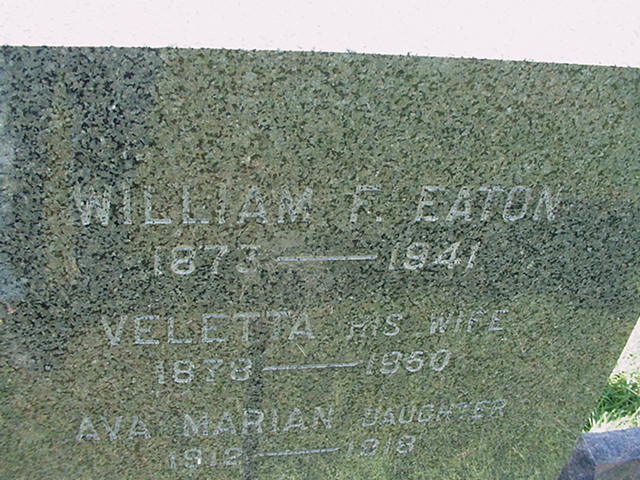 WILLIAM F. EATON
1873 — 1941
VELETTA HIS WIFE
1878 — 1960
AVA MARIAN DAUGHTER
1912 — 1918